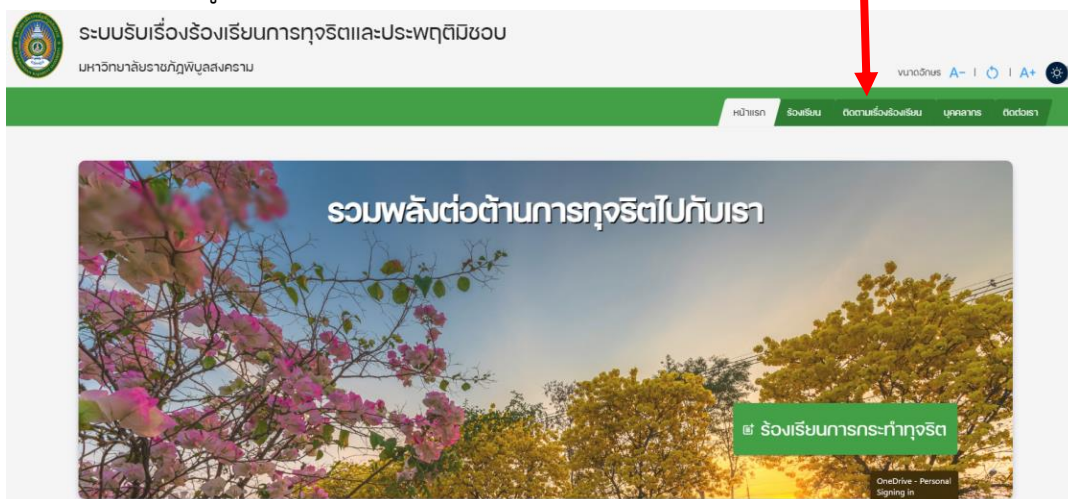 ระบบรับเรื่องร้องเรียนการทุจริตและประพฤติมิชอบ
มหาวิทยาลัยราชภัฏพิบูลสงคราม
ขนาดอักษร A- | | A+
หน้าแรก ร้องเรียน ติดตามเรื่องร้องเรียน บุคคลากร ติดต่อเรา
รวมพลังต่อต้านการทุจริตไปกับเรา
ร้องเรียนการกระทำทุจริต
OneDrive - Personal
Signing in